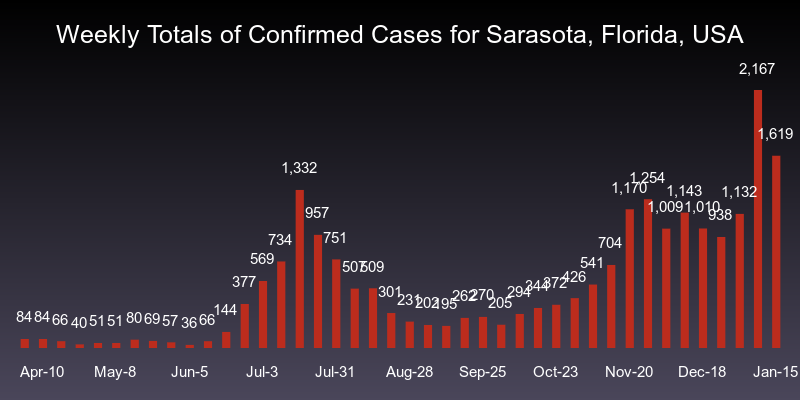 Weekly Totals of Confirmed Cases for Sarasota, Florida, USA
84 84 66 40 51 51 80 69 57 36 66 144 377 569 734 1,332 957 751 507 509 301 231 202 195 262 270 205 294 344 372 426 541 704 1,170 1,254 1,009 1,143 1,010 938 1,132 2,167 1,619
Apr-10 May-8 Jun-5 Jul-3 Jul-31 Aug-28 Sep-25 Oct-23 Nov-20 Dec-18 Jan-15